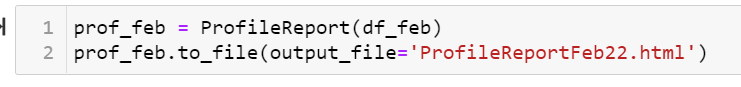 1 prof_feb = ProfileReport(df_feb)
2 prof_feb.to_file(output_file='ProfileReportFeb22.html')